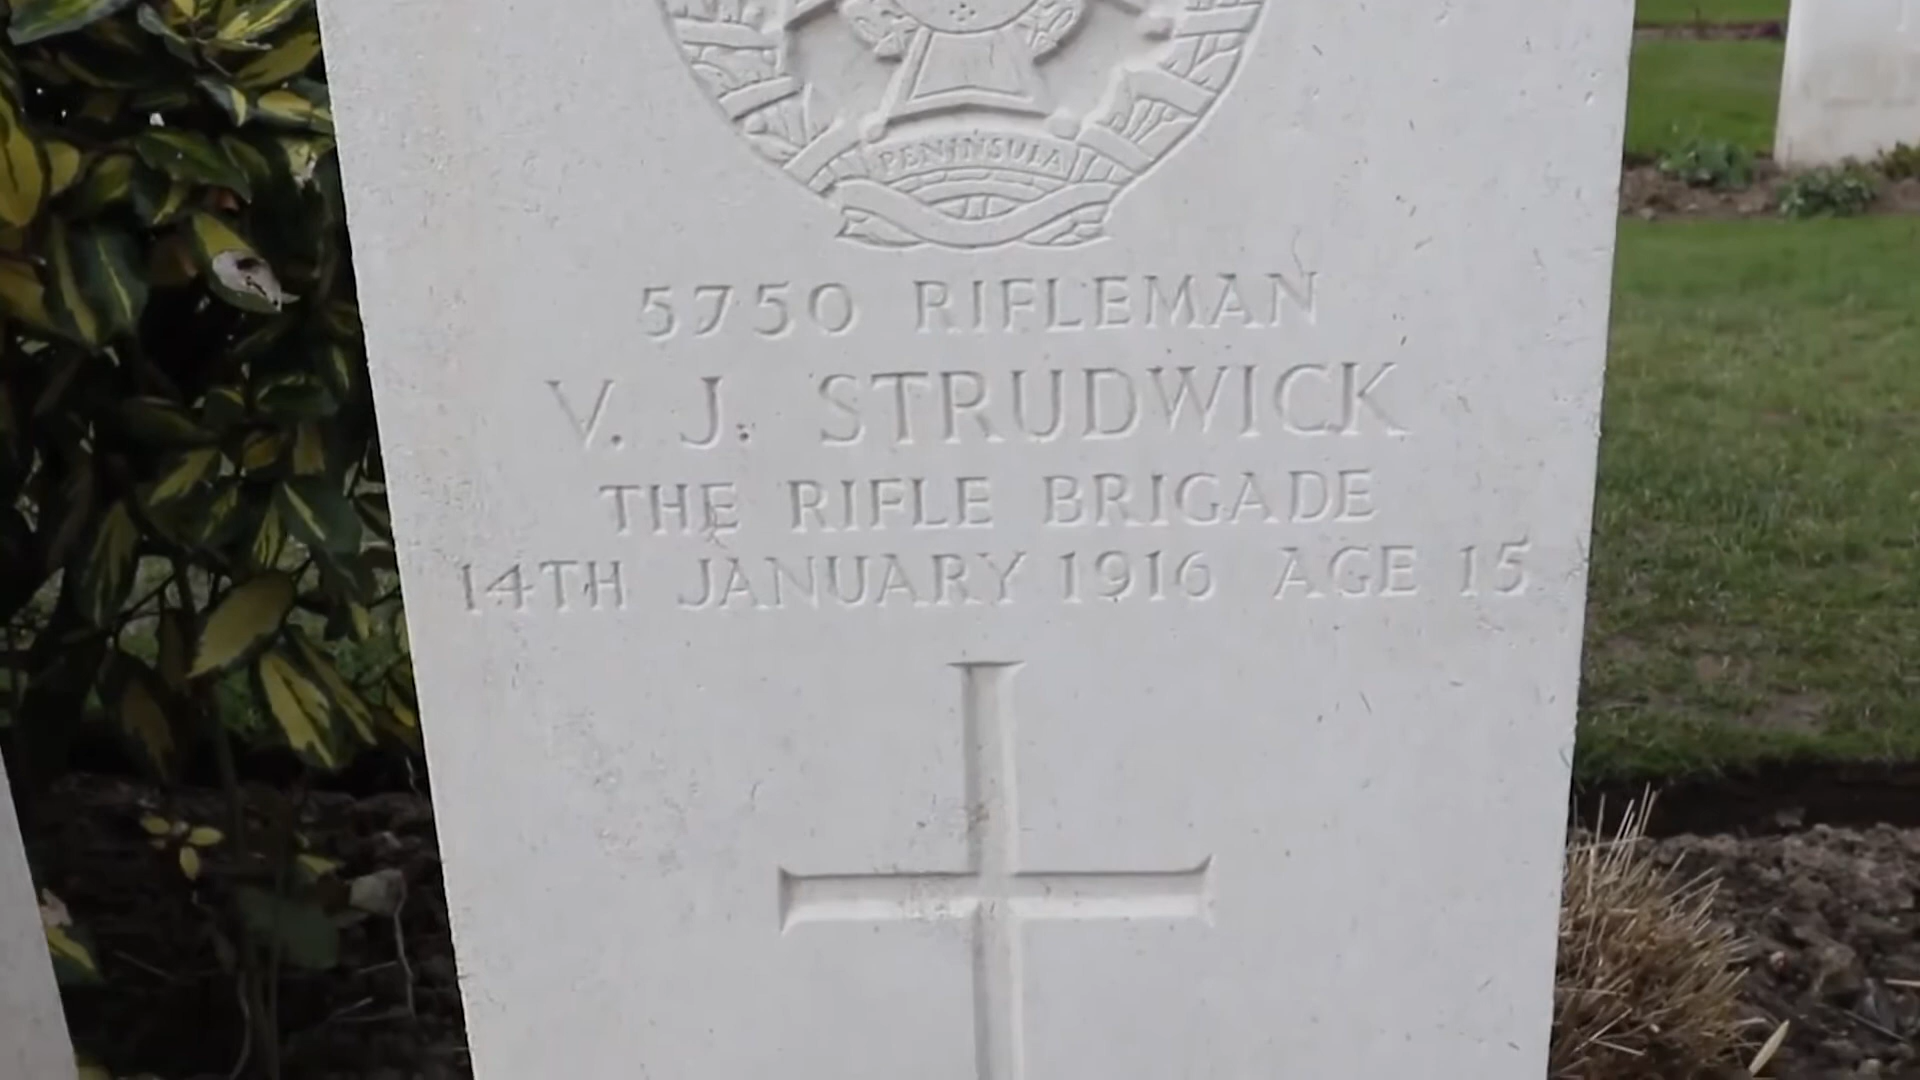 PENINSULA
5750 RIFLEMAN
V. J. STRUDWICK
THE RIFLE BRIGADE
14TH JANUARY 1916 AGE 15